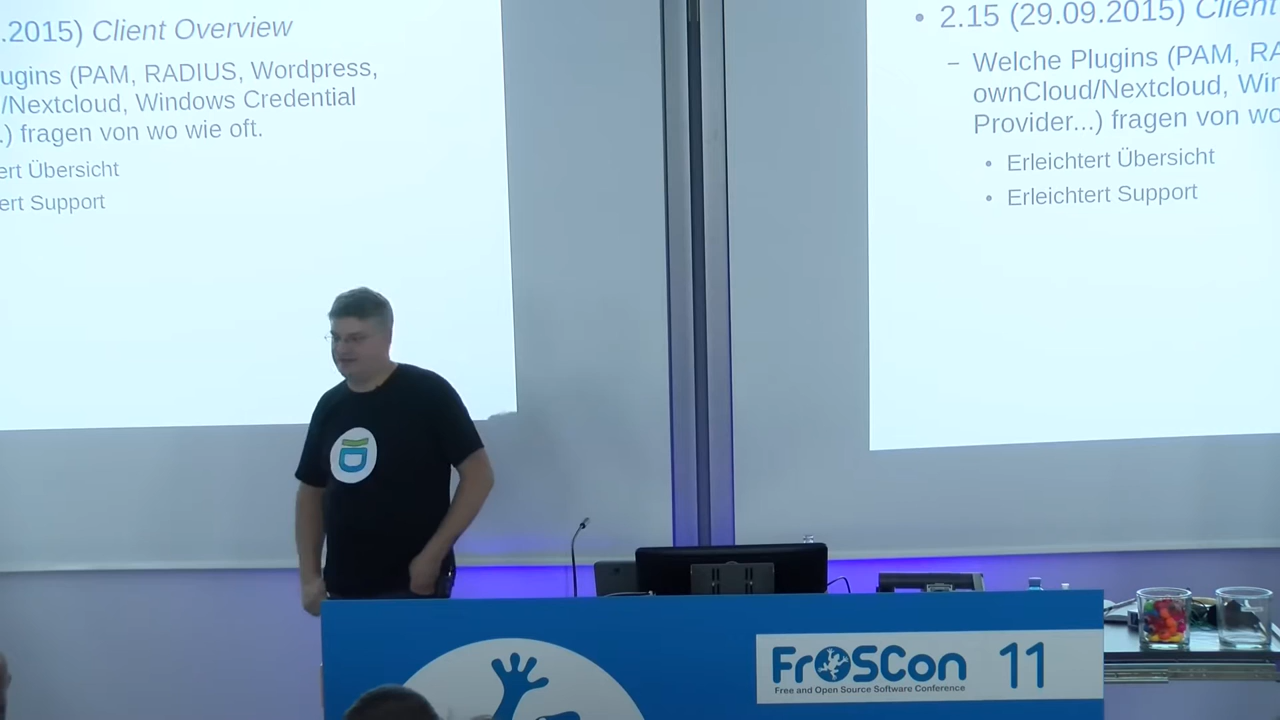 .2015) Client Overview
ugins (PAM, RADIUS, Wordpress,
/Nextcloud, Windows Credential
.) fragen von wo wie oft.
ert Übersicht
ert Support
• 2.15 (29.09.2015) Client
– Welche Plugins (PAM, RA
ownCloud/Nextcloud, Win
Provider...) fragen von wo
• Erleichtert Übersicht
• Erleichtert Support
FrOSCon 11
Free and Open Source Software Conference